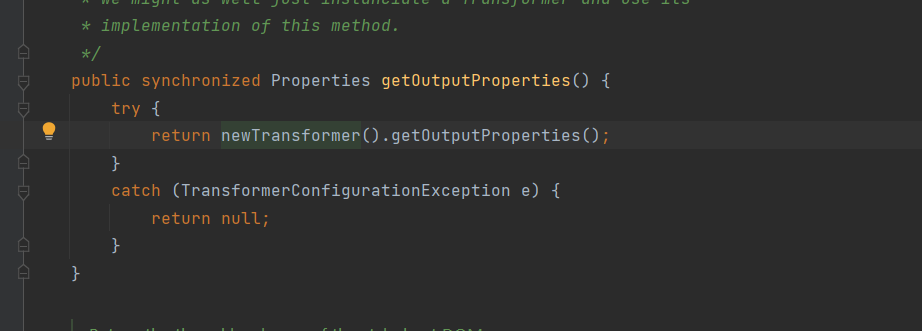 * we might as well just instanciate a Transformer and use its
* implementation of this method.
*/
public synchronized Properties getOutputProperties() {
try {
return newTransformer().getOutputProperties();
}
catch (TransformerConfigurationException e) {
return null;
}
}